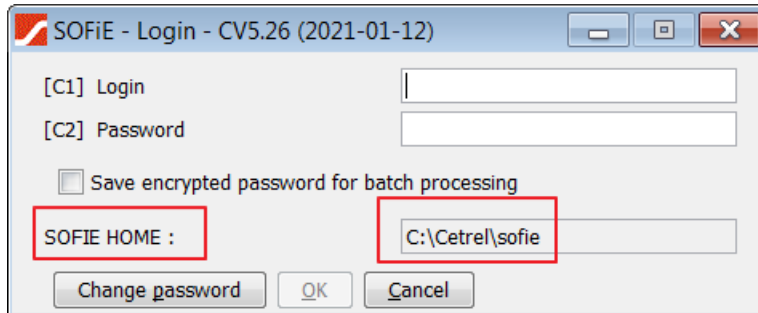 SOFiE - Login - CV5.26 (2021-01-12)
[C1] Login
[C2] Password
Save encrypted password for batch processing
SOFIE HOME : C:\Cetrel\sofie
Change password OK Cancel